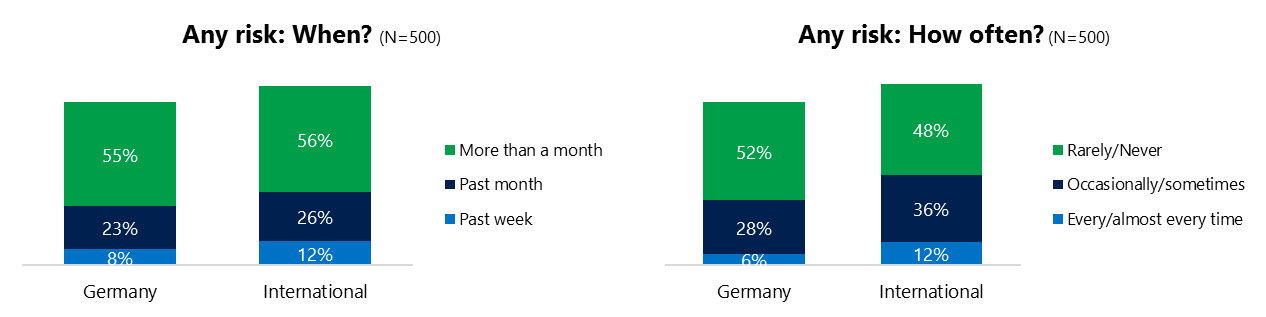 Any risk: When? (N=500)
55%
56%
23%
26%
8%
12%
More than a month
Past month
Past week
Germany
International
Any risk: How often? (N=500)
52%
48%
28%
36%
6%
12%
Rarely/Never
Occasionally/sometimes
Every/almost every time
Germany
International